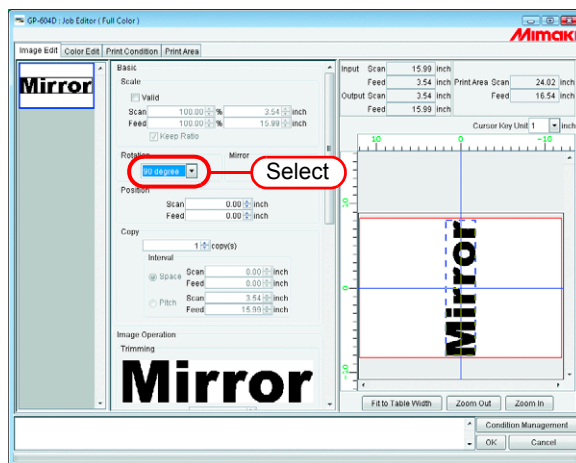 GP-604D : Job Editor ( Full Color )
Mimaki
Image Edit Color Edit Print Condition Print Area
Mirror
Basic
Scale
Valid
Scan 100.00 % 3.54 inch
Feed 100.00 % 15.99 inch
Keep Ratio
Rotation Mirror
90 degree
Select
Position
Scan 0.00 inch
Feed 0.00 inch
Copy
1 copy(s)
Interval
Space Scan 0.00 inch
Feed 0.00 inch
Pitch Scan 3.54 inch
Feed 15.99 inch
Image Operation
Trimming
Mirror
Input Scan 15.99 inch
Feed 3.54 inch Print Area Scan 24.02 inch
Output Scan 3.54 inch Feed 16.54 inch
Feed 15.99 inch
Cursor Key Unit 1 inch
10 0 -10
10
0
Mirror
Fit to Table Width Zoom Out Zoom In
Condition Management
OK Cancel